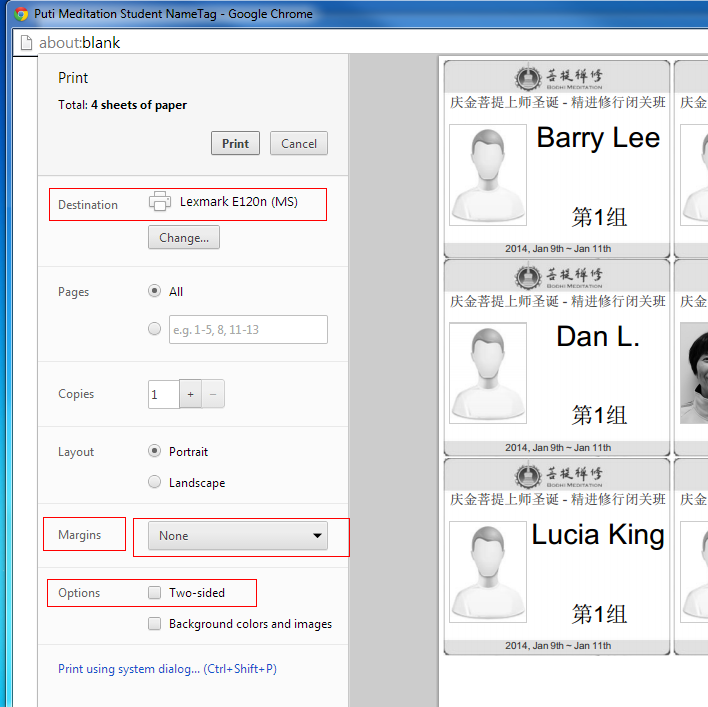 Puti Meditation Student NameTag - Google Chrome
about:blank
Print
Total: 4 sheets of paper
Print
Cancel
Destination
Lexmark E120n (MS)
Change...
Pages
All
e.g. 1-5, 8, 11-13
Copies
1
+
−
Layout
Portrait
Landscape
Margins
None
Options
Two-sided
Background colors and images
Print using system dialog... (Ctrl+Shift+P)
菩提禅修
BODHI MEDITATION
庆金菩提上师圣诞 - 精进修行闭关班
Barry Lee
第1组
2014, Jan 9th ~ Jan 11th
庆金
菩提禅修
BODHI MEDITATION
庆金菩提上师圣诞 - 精进修行闭关班
Dan L.
第1组
2014, Jan 9th ~ Jan 11th
庆金
菩提禅修
BODHI MEDITATION
庆金菩提上师圣诞 - 精进修行闭关班
Lucia King
第1组
2014, Jan 9th ~ Jan 11th
庆金